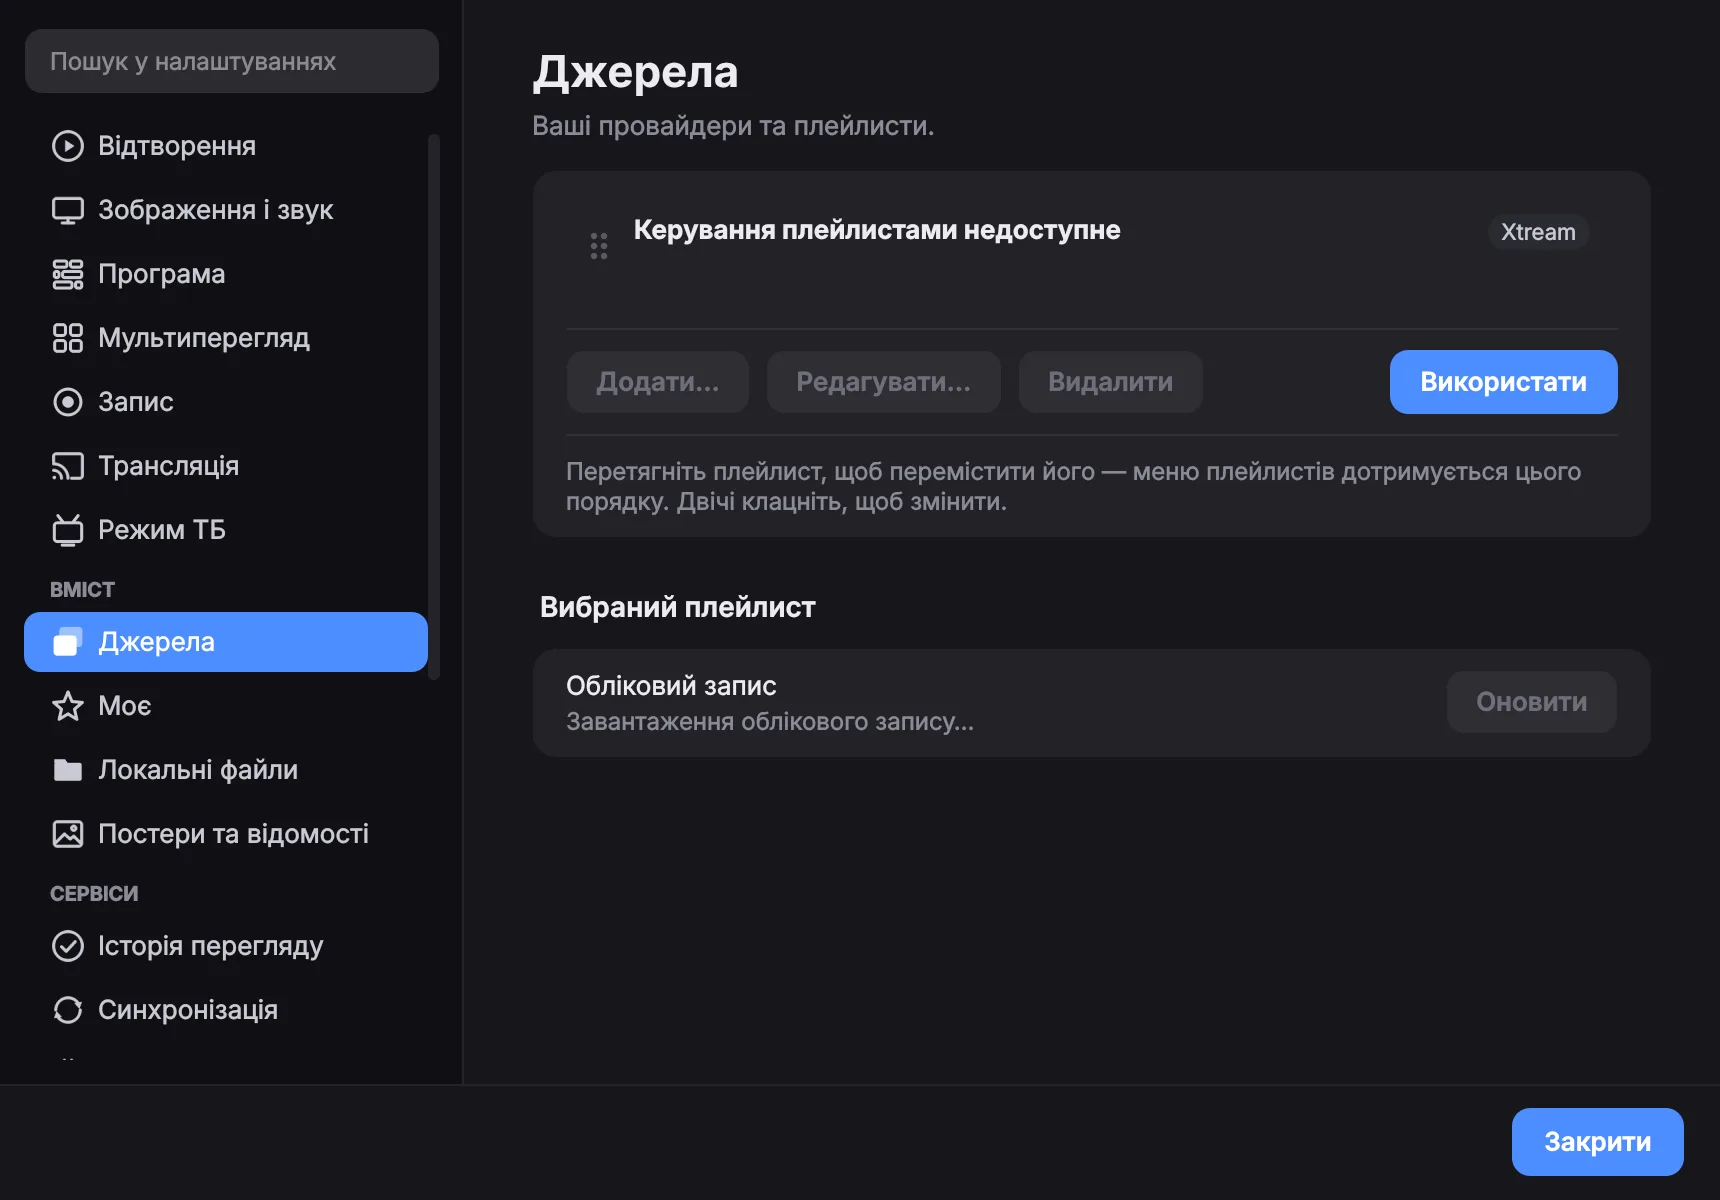 Пошук у налаштуваннях
Відтворення
Зображення і звук
Програма
Мультиперегляд
Запис
Трансляція
Режим ТБ
ВМІСТ
Джерела
Моє
Локальні файли
Постери та відомості
СЕРВІСИ
Історія перегляду
Синхронізація
Джерела
Ваші провайдери та плейлисти.
Керування плейлистами недоступне
Xtream
Додати...
Редагувати...
Видалити
Використати
Перетягніть плейлист, щоб перемістити його — меню плейлистів дотримується цього
порядку. Двічі клацніть, щоб змінити.
Вибраний плейлист
Обліковий запис
Завантаження облікового запису...
Оновити
Закрити